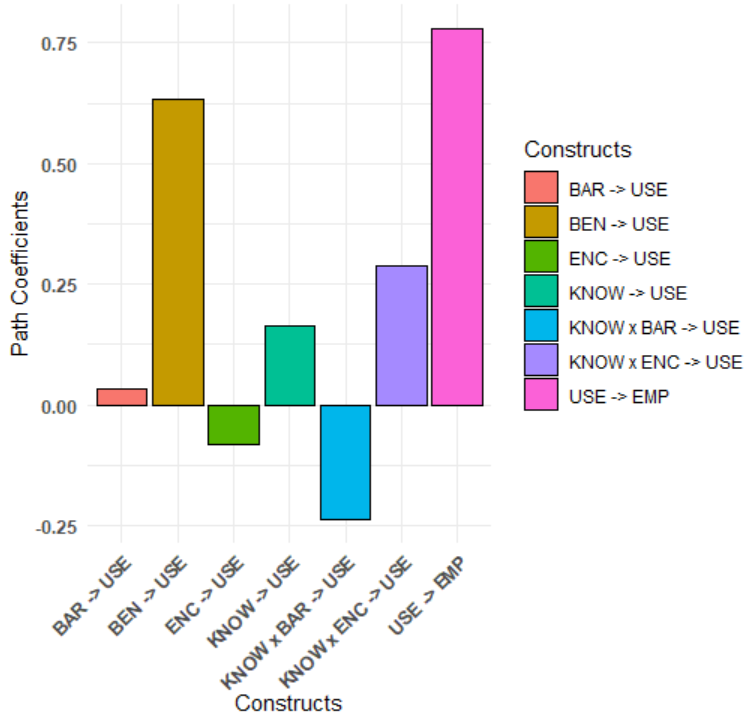 Path Coefficients
0.75
0.50
0.25
0.00
-0.25
BAR -> USE
BEN -> USE
ENC -> USE
KNOW -> USE
KNOW x BAR -> USE
KNOW x ENC -> USE
USE -> EMP
Constructs
Constructs
BAR -> USE
BEN -> USE
ENC -> USE
KNOW -> USE
KNOW x BAR -> USE
KNOW x ENC -> USE
USE -> EMP